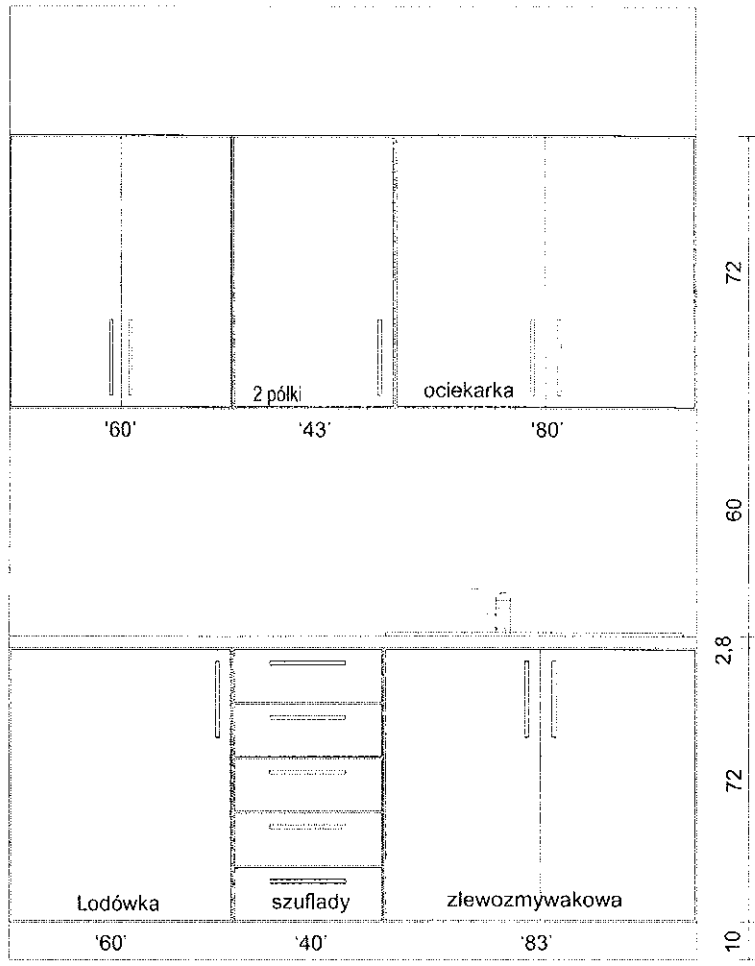 72
2 półki
ociekarka
'60' '43' '80'
60
2,8
72
Lodówka szuflady zlewozmywakowa
'60' '40' '83'
10